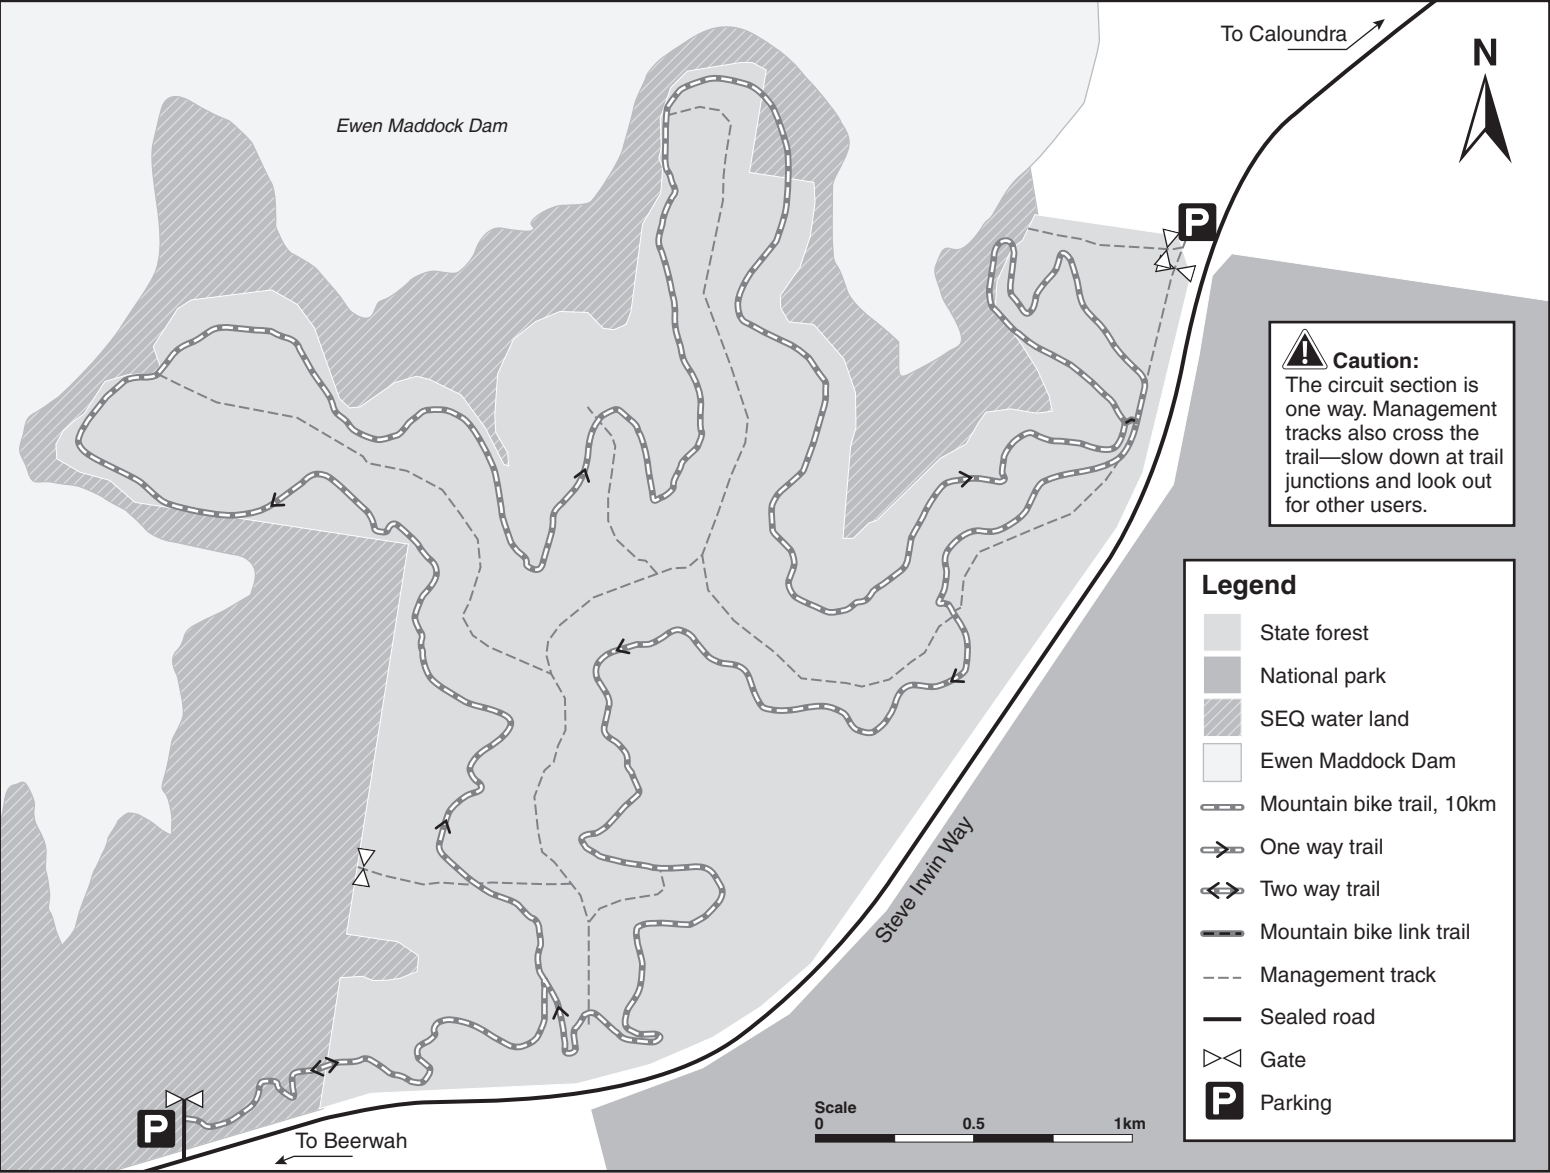 To Caloundra
N
Ewen Maddock Dam
P
Caution:
The circuit section is
one way. Management
tracks also cross the
trail—slow down at trail
junctions and look out
for other users.
Legend
State forest
National park
SEQ water land
Ewen Maddock Dam
Mountain bike trail, 10km
One way trail
Two way trail
Mountain bike link trail
Management track
Sealed road
Gate
P Parking
Steve Irwin Way
Scale
0 0.5 1km
P
To Beerwah